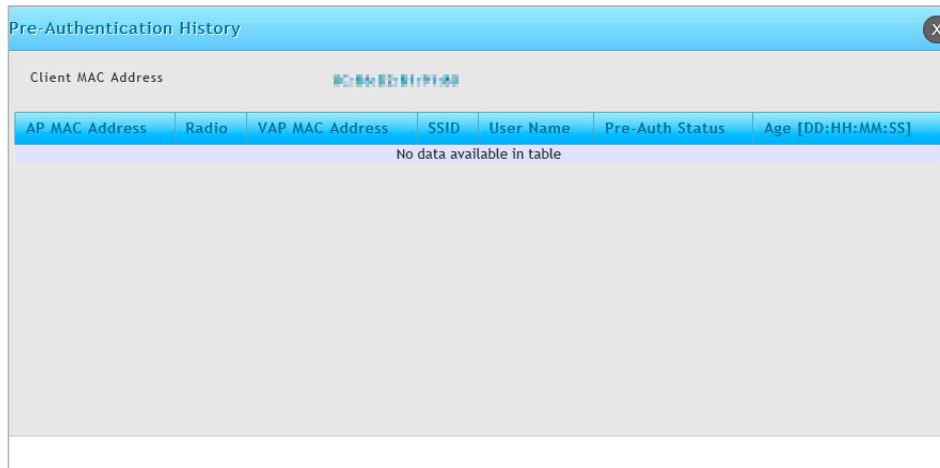 Pre-Authentication History
X
Client MAC Address
AP MAC Address Radio VAP MAC Address SSID User Name Pre-Auth Status Age [DD:HH:MM:SS]
No data available in table